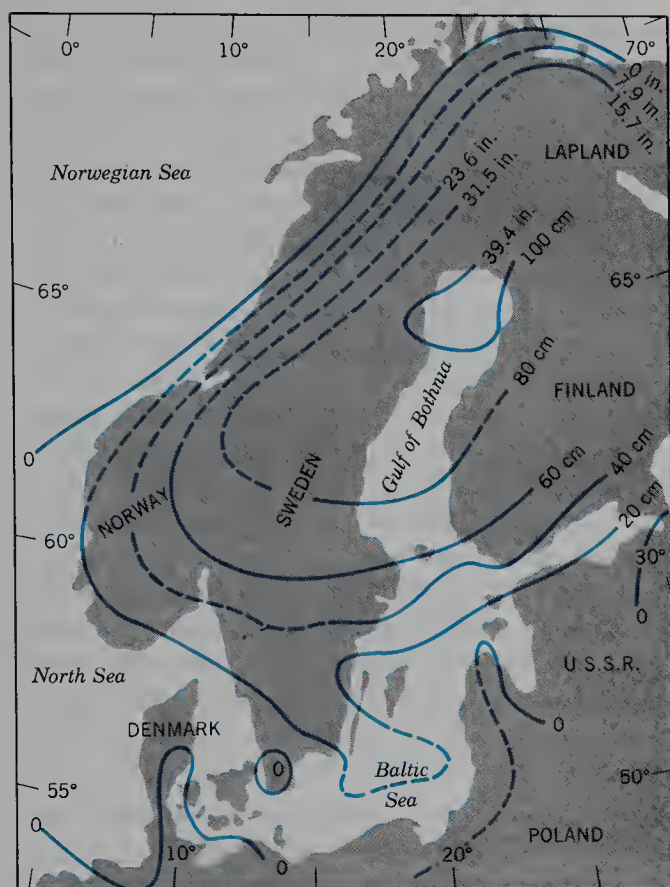 0°
10°
20°
70°
0 in.
7.9 in.
15.7 in.
LAPLAND
Norwegian Sea
23.6 in.
31.5 in.
39.4 in.
100 cm
65°
65°
80 cm
FINLAND
Gulf of Bothnia
0
60 cm
40 cm
20 cm
SWEDEN
NORWAY
60°
30°
0
North Sea
U.S.S.R.
0
DENMARK
0
Baltic
Sea
55°
50°
0
POLAND
10°
0
20°